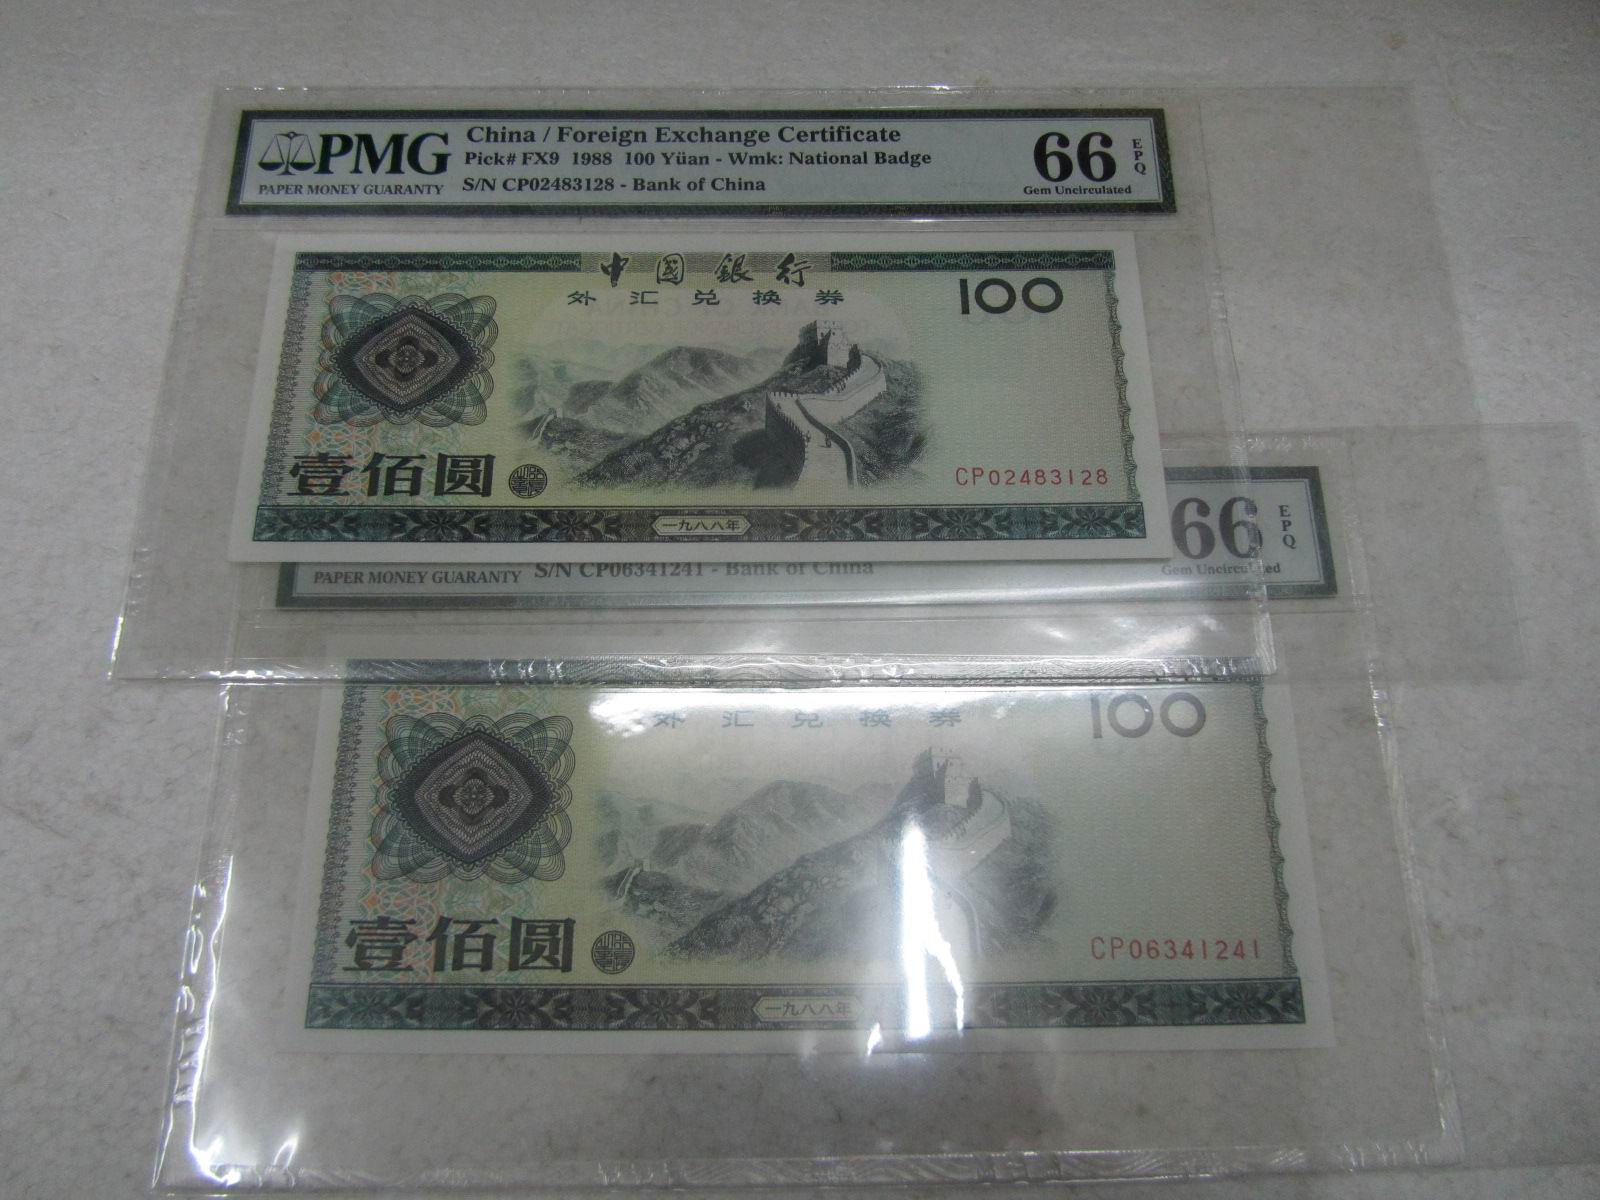 PMG
PAPER MONEY GUARANTY
China / Foreign Exchange Certificate
Pick# FX9 1988 100 Yüan - Wmk: National Badge
S/N CP02483128 - Bank of China
66 EPQ
Gem Uncirculated
中國銀行
外汇兑换券
100
壹佰圆
CP02483128
一九八八年
PAPER MONEY GUARANTY
S/N CP06341241 - Bank of China
66 EPQ
Gem Uncirculated
外汇兑换券
100
壹佰圆
CP06341241
一九八八年